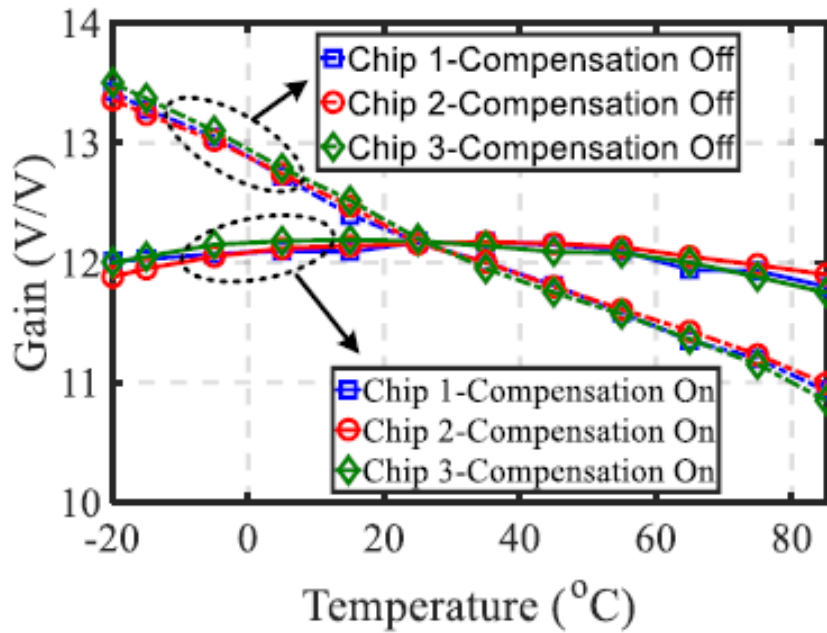 14
13
12
11
10
Gain (V/V)
Chip 1-Compensation Off
Chip 2-Compensation Off
Chip 3-Compensation Off
Chip 1-Compensation On
Chip 2-Compensation On
Chip 3-Compensation On
-20 0 20 40 60 80
Temperature (°C)